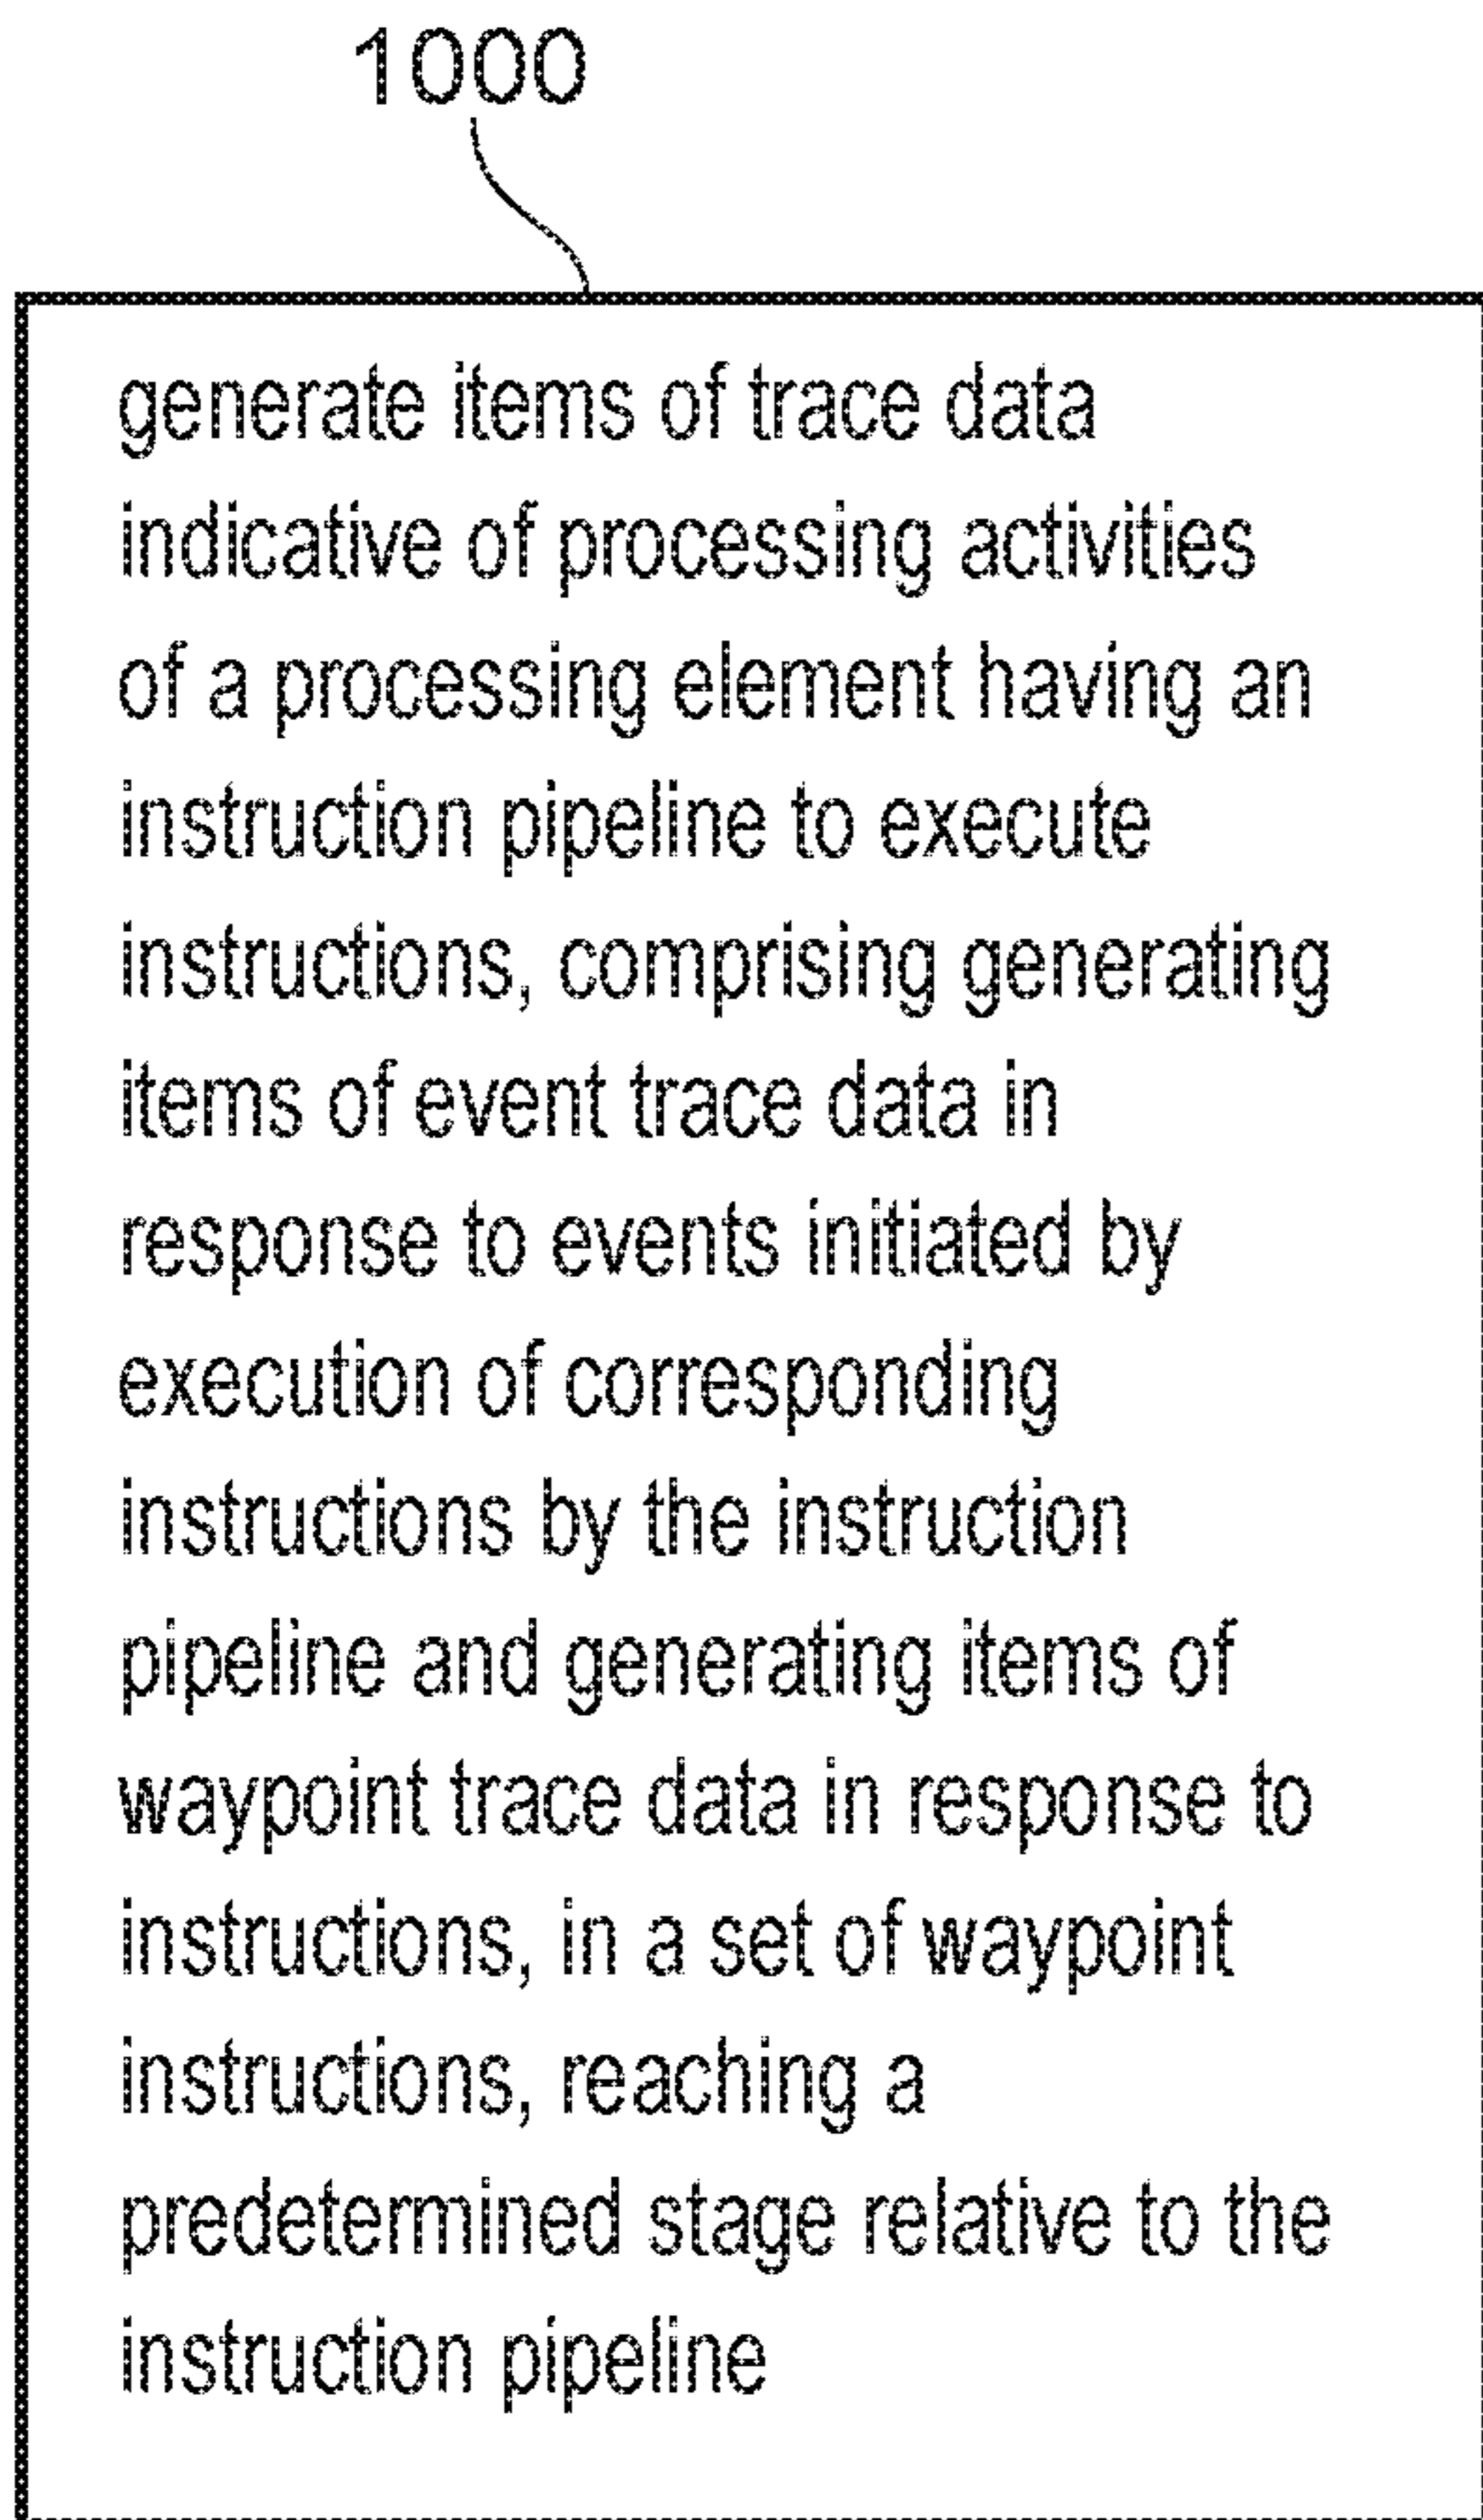 1000
generate items of trace data
indicative of processing activities
of a processing element having an
instruction pipeline to execute
instructions, comprising generating
items of event trace data in
response to events initiated by
execution of corresponding
instructions by the instruction
pipeline and generating items of
waypoint trace data in response to
instructions, in a set of waypoint
instructions, reaching a
predetermined stage relative to the
instruction pipeline